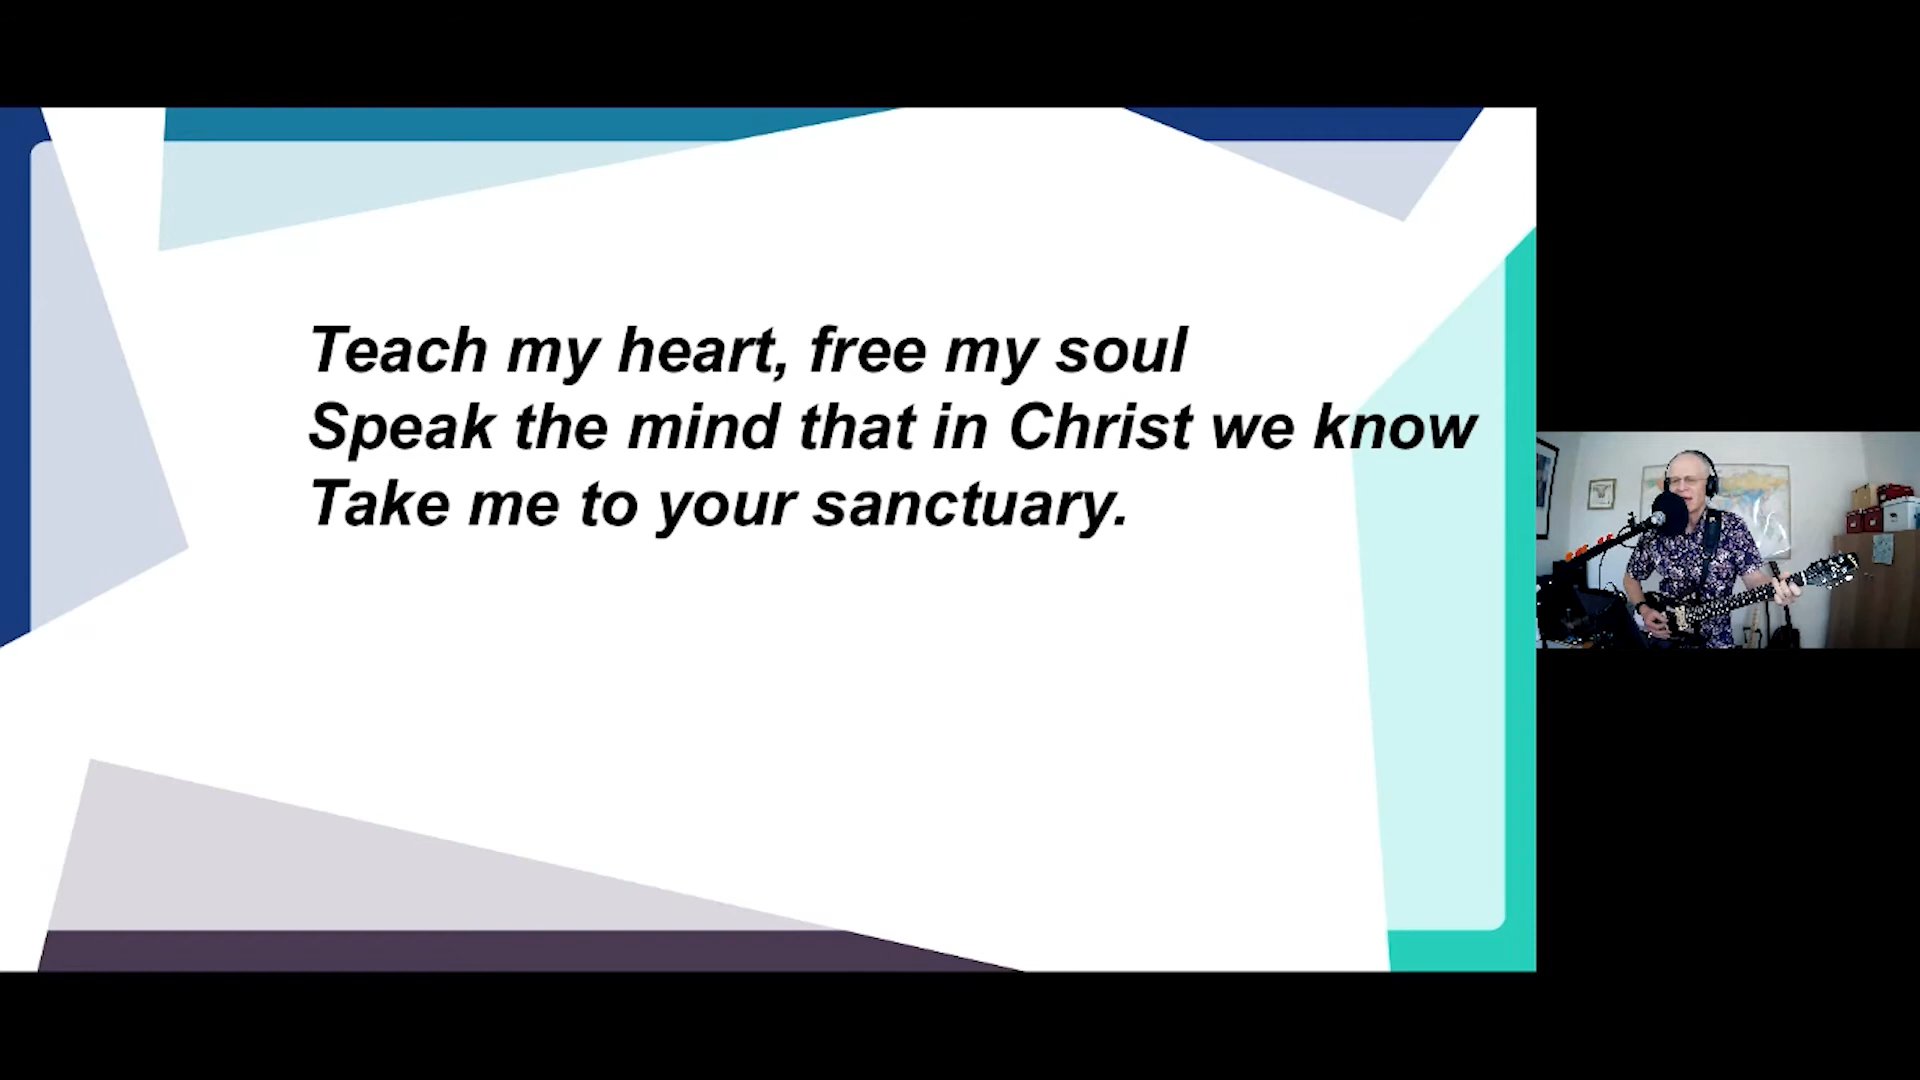 Teach my heart, free my soul
Speak the mind that in Christ we know
Take me to your sanctuary.